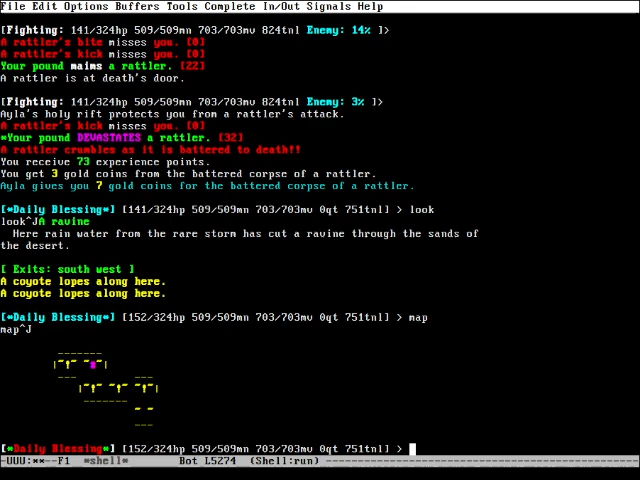 File Edit Options Buffers Tools Complete In/Out Signals Help
[Fighting: 141/324hp 509/509mn 703/703mv 824tnl Enemy: 14% ]>
A rattler's bite misses you. [0]
A rattler's kick misses you. [0]
Your pound maims a rattler. [22]
A rattler is at death's door.
[Fighting: 141/324hp 509/509mn 703/703mv 824tnl Enemy: 3% ]>
Ayla's holy rift protects you from a rattler's attack.
A rattler's kick misses you. [0]
*Your pound DEVASTATES a rattler. [32]
A rattler crumbles as it is battered to death!!
You receive 73 experience points.
You get 3 gold coins from the battered corpse of a rattler.
Ayla gives you 7 gold coins for the battered corpse of a rattler.
[*Daily Blessing*] [141/324hp 509/509mn 703/703mv 0qt 751tnl] > look
look^JA ravine
Here rain water from the rare storm has cut a ravine through the sands of
the desert.
[ Exits: south west ]
A coyote lopes along here.
A coyote lopes along here.
[*Daily Blessing*] [152/324hp 509/509mn 703/703mv 0qt 751tnl] > map
map^J
[*Daily Blessing*] [152/324hp 509/509mn 703/703mv 0qt 751tnl] >
-UUU:**--F1 *shell* Bot L5274 (Shell:run)